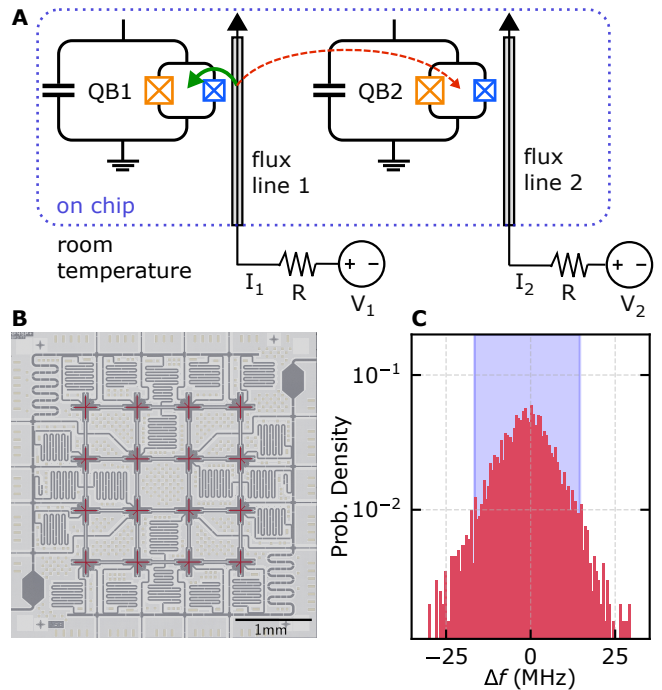 A
QB1
QB2
flux
line 1
flux
line 2
on chip
room
temperature
I₁
R
+ −
V₁
I₂
R
+ −
V₂
B
1mm
C
Prob. Density
10⁻¹
10⁻²
−25
0
25
Δf (MHz)